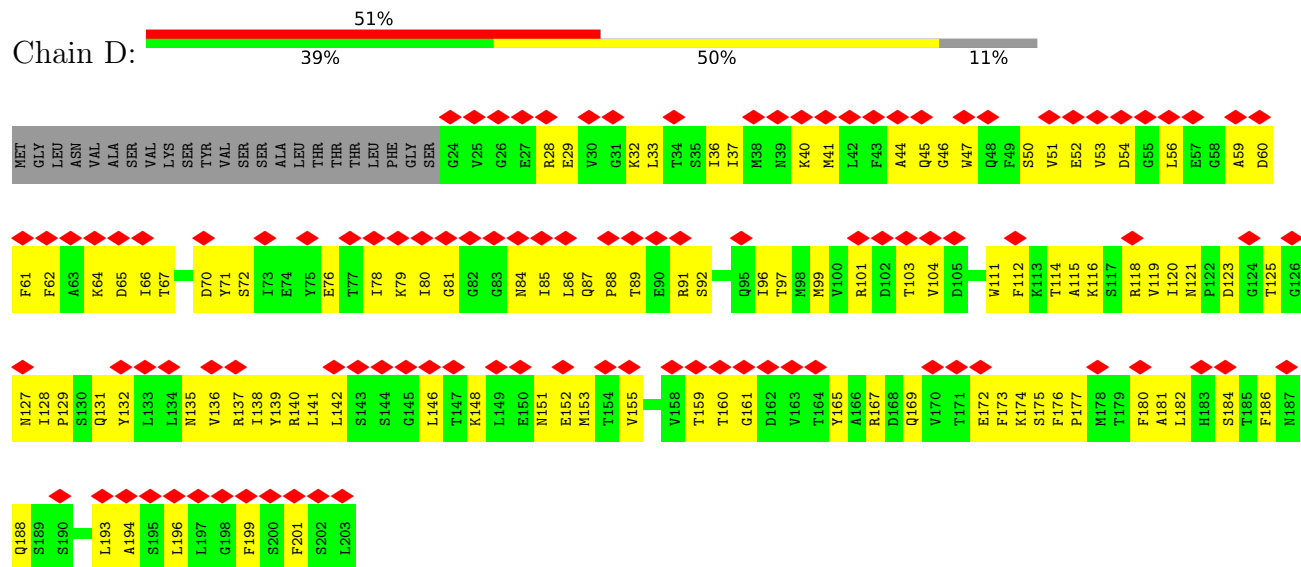 51%
Chain D:
39% 50% 11%
MET GLY LEU ASN VAL ALA SER VAL LYS SER TYR VAL SER SER ALA LEU THR THR THR LEU PHE GLY SER G24 V25 G26 E27 R28 E29 V30 G31 K32 L33 T34 S35 I36 I37 M38 N39 K40 M41 L42 F43 A44 Q45 G46 W47 Q48 F49 S50 V51 E52 V53 D54 G55 L56 E57 G58 A59 D60
F61 F62 A63 K64 D65 I66 T67 D70 Y71 S72 I73 E74 Y75 E76 T77 I78 K79 I80 G81 G82 G83 N84 I85 L86 Q87 P88 T89 E90 R91 S92 Q95 I96 T97 M98 M99 V100 R101 D102 T103 V104 D105 W111 F112 K113 T114 A115 K116 S117 R118 V119 I120 N121 P122 D123 G124 T125 G126
N127 I128 P129 S130 Q131 Y132 L133 L134 N135 V136 R137 I138 Y139 R140 L141 L142 S143 S144 G145 L146 T147 K148 L149 E150 N151 E152 M153 T154 V155 V158 T159 T160 G161 D162 V163 T164 Y165 A166 R167 D168 Q169 V170 T171 E172 F173 K174 S175 F176 P177 M178 T179 F180 A181 L182 H183 S184 T185 F186 N187
Q188 S189 S190 L193 A194 S195 L196 L197 G198 F199 S200 F201 S202 L203